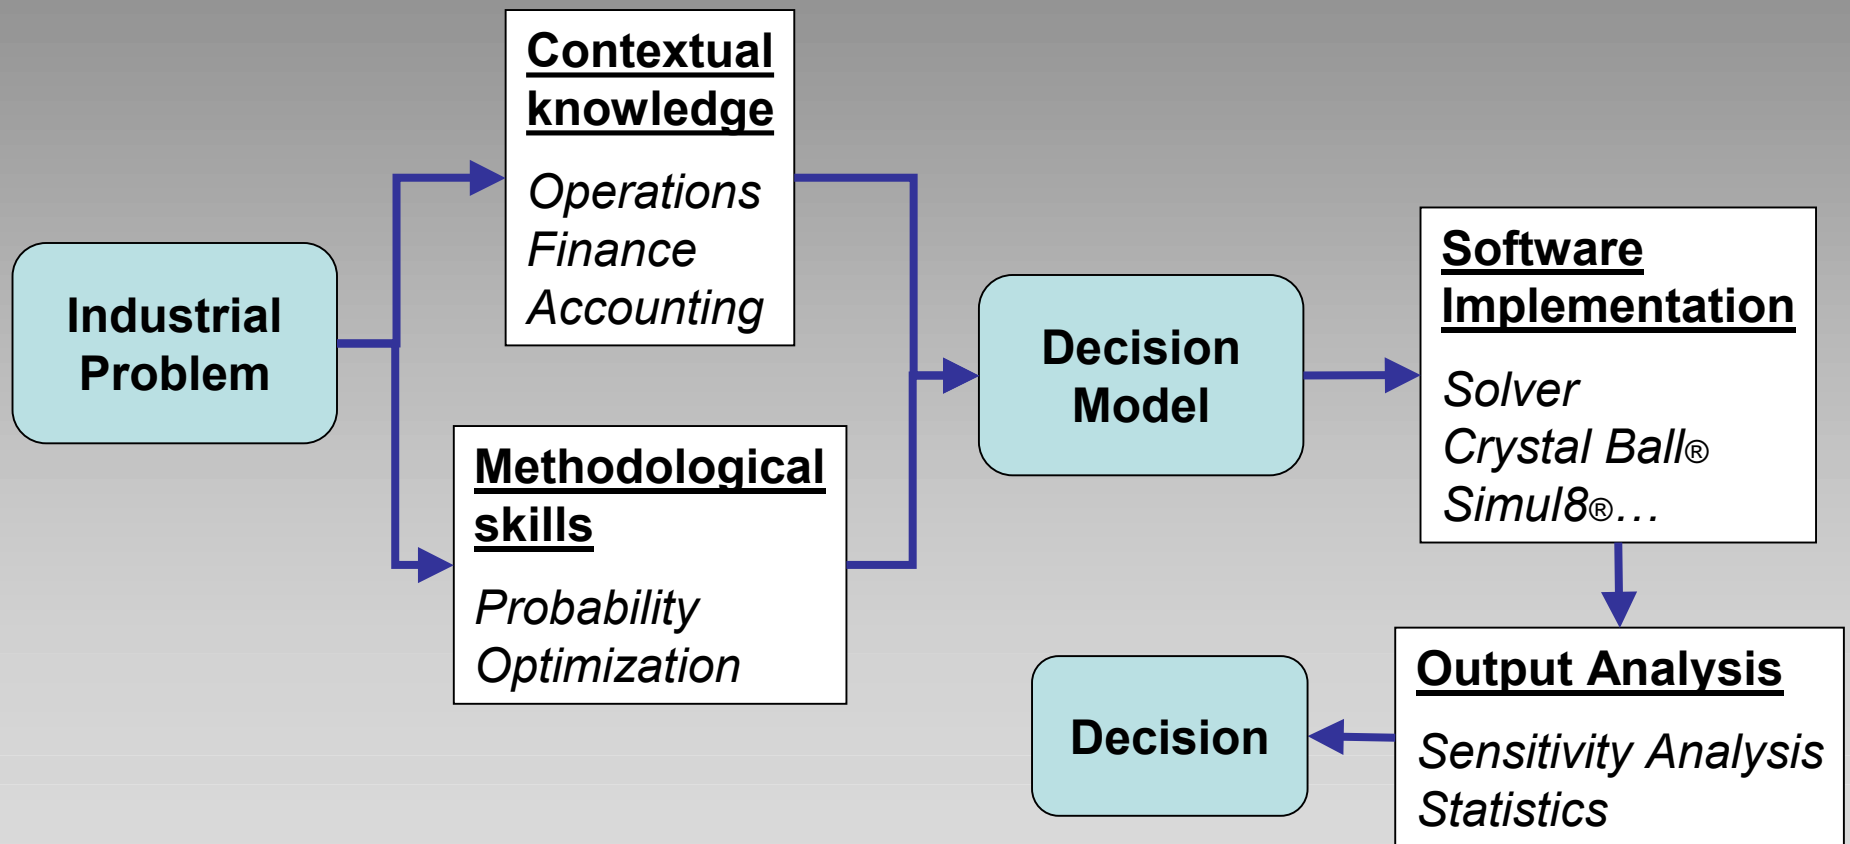 Industrial
Problem
Contextual
knowledge
Operations
Finance
Accounting
Methodological
skills
Probability
Optimization
Decision
Model
Software
Implementation
Solver
Crystal Ball®
Simul8®…
Output Analysis
Sensitivity Analysis
Statistics
Decision